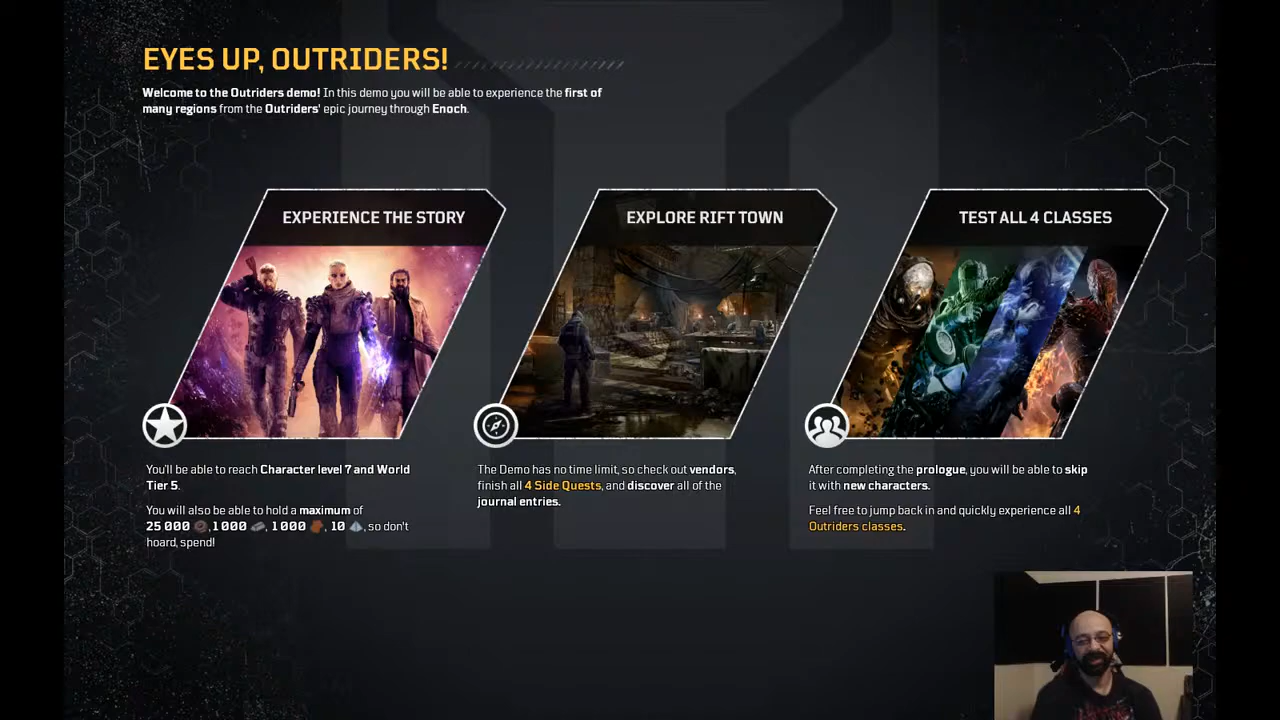 EYES UP, OUTRIDERS!
Welcome to the Outriders demo! In this demo you will be able to experience the first of
many regions from the Outriders' epic journey through Enoch.
EXPERIENCE THE STORY
You'll be able to reach Character level 7 and World
Tier 5.
You will also be able to hold a maximum of
25 000 , 1 000 , 1 000 , 10 , so don't
hoard, spend!
EXPLORE RIFT TOWN
The Demo has no time limit, so check out vendors,
finish all 4 Side Quests, and discover all of the
journal entries.
TEST ALL 4 CLASSES
After completing the prologue, you will be able to skip
it with new characters.
Feel free to jump back in and quickly experience all 4
Outriders classes.